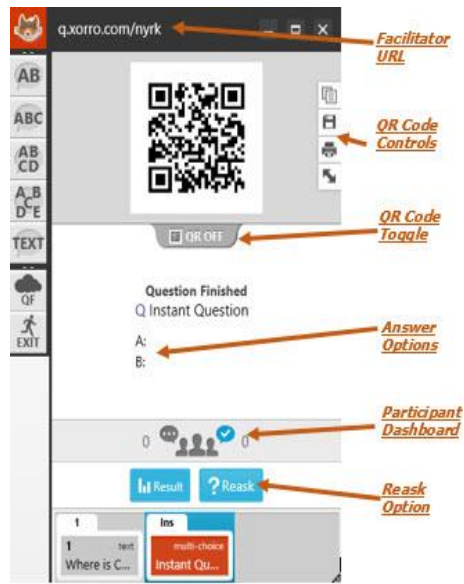 q.xorro.com/nyrk
Facilitator
URL
AB
ABC
AB
CD
A B
C
D E
TEXT
QF
EXIT
QR Code
Controls
QR OFF
QR Code
Toggle
Question Finished
Q Instant Question
A:
B:
Answer
Options
0
0
Participant
Dashboard
Result
?Reask
Reask
Option
1
Ins
1 text
Where is C...
multi-choice
Instant Qu...